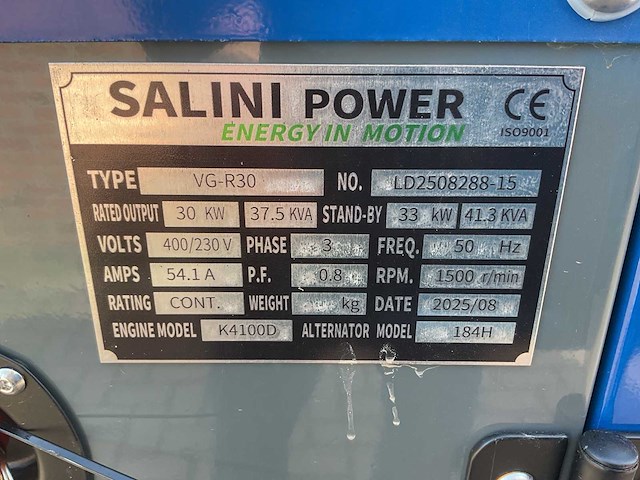 SALINI POWER CE
ENERGY IN MOTION ISO9001
TYPE VG-R30 NO. LD2508288-15
RATED OUTPUT 30 KW 37.5 KVA STAND-BY 33 kW 41.3 KVA
VOLTS 400/230 V PHASE 3 FREQ. 50 Hz
AMPS 54.1 A P.F. 0.8 RPM. 1500 r/min
RATING CONT. WEIGHT kg DATE 2025/08
ENGINE MODEL K4100D ALTERNATOR MODEL 184H